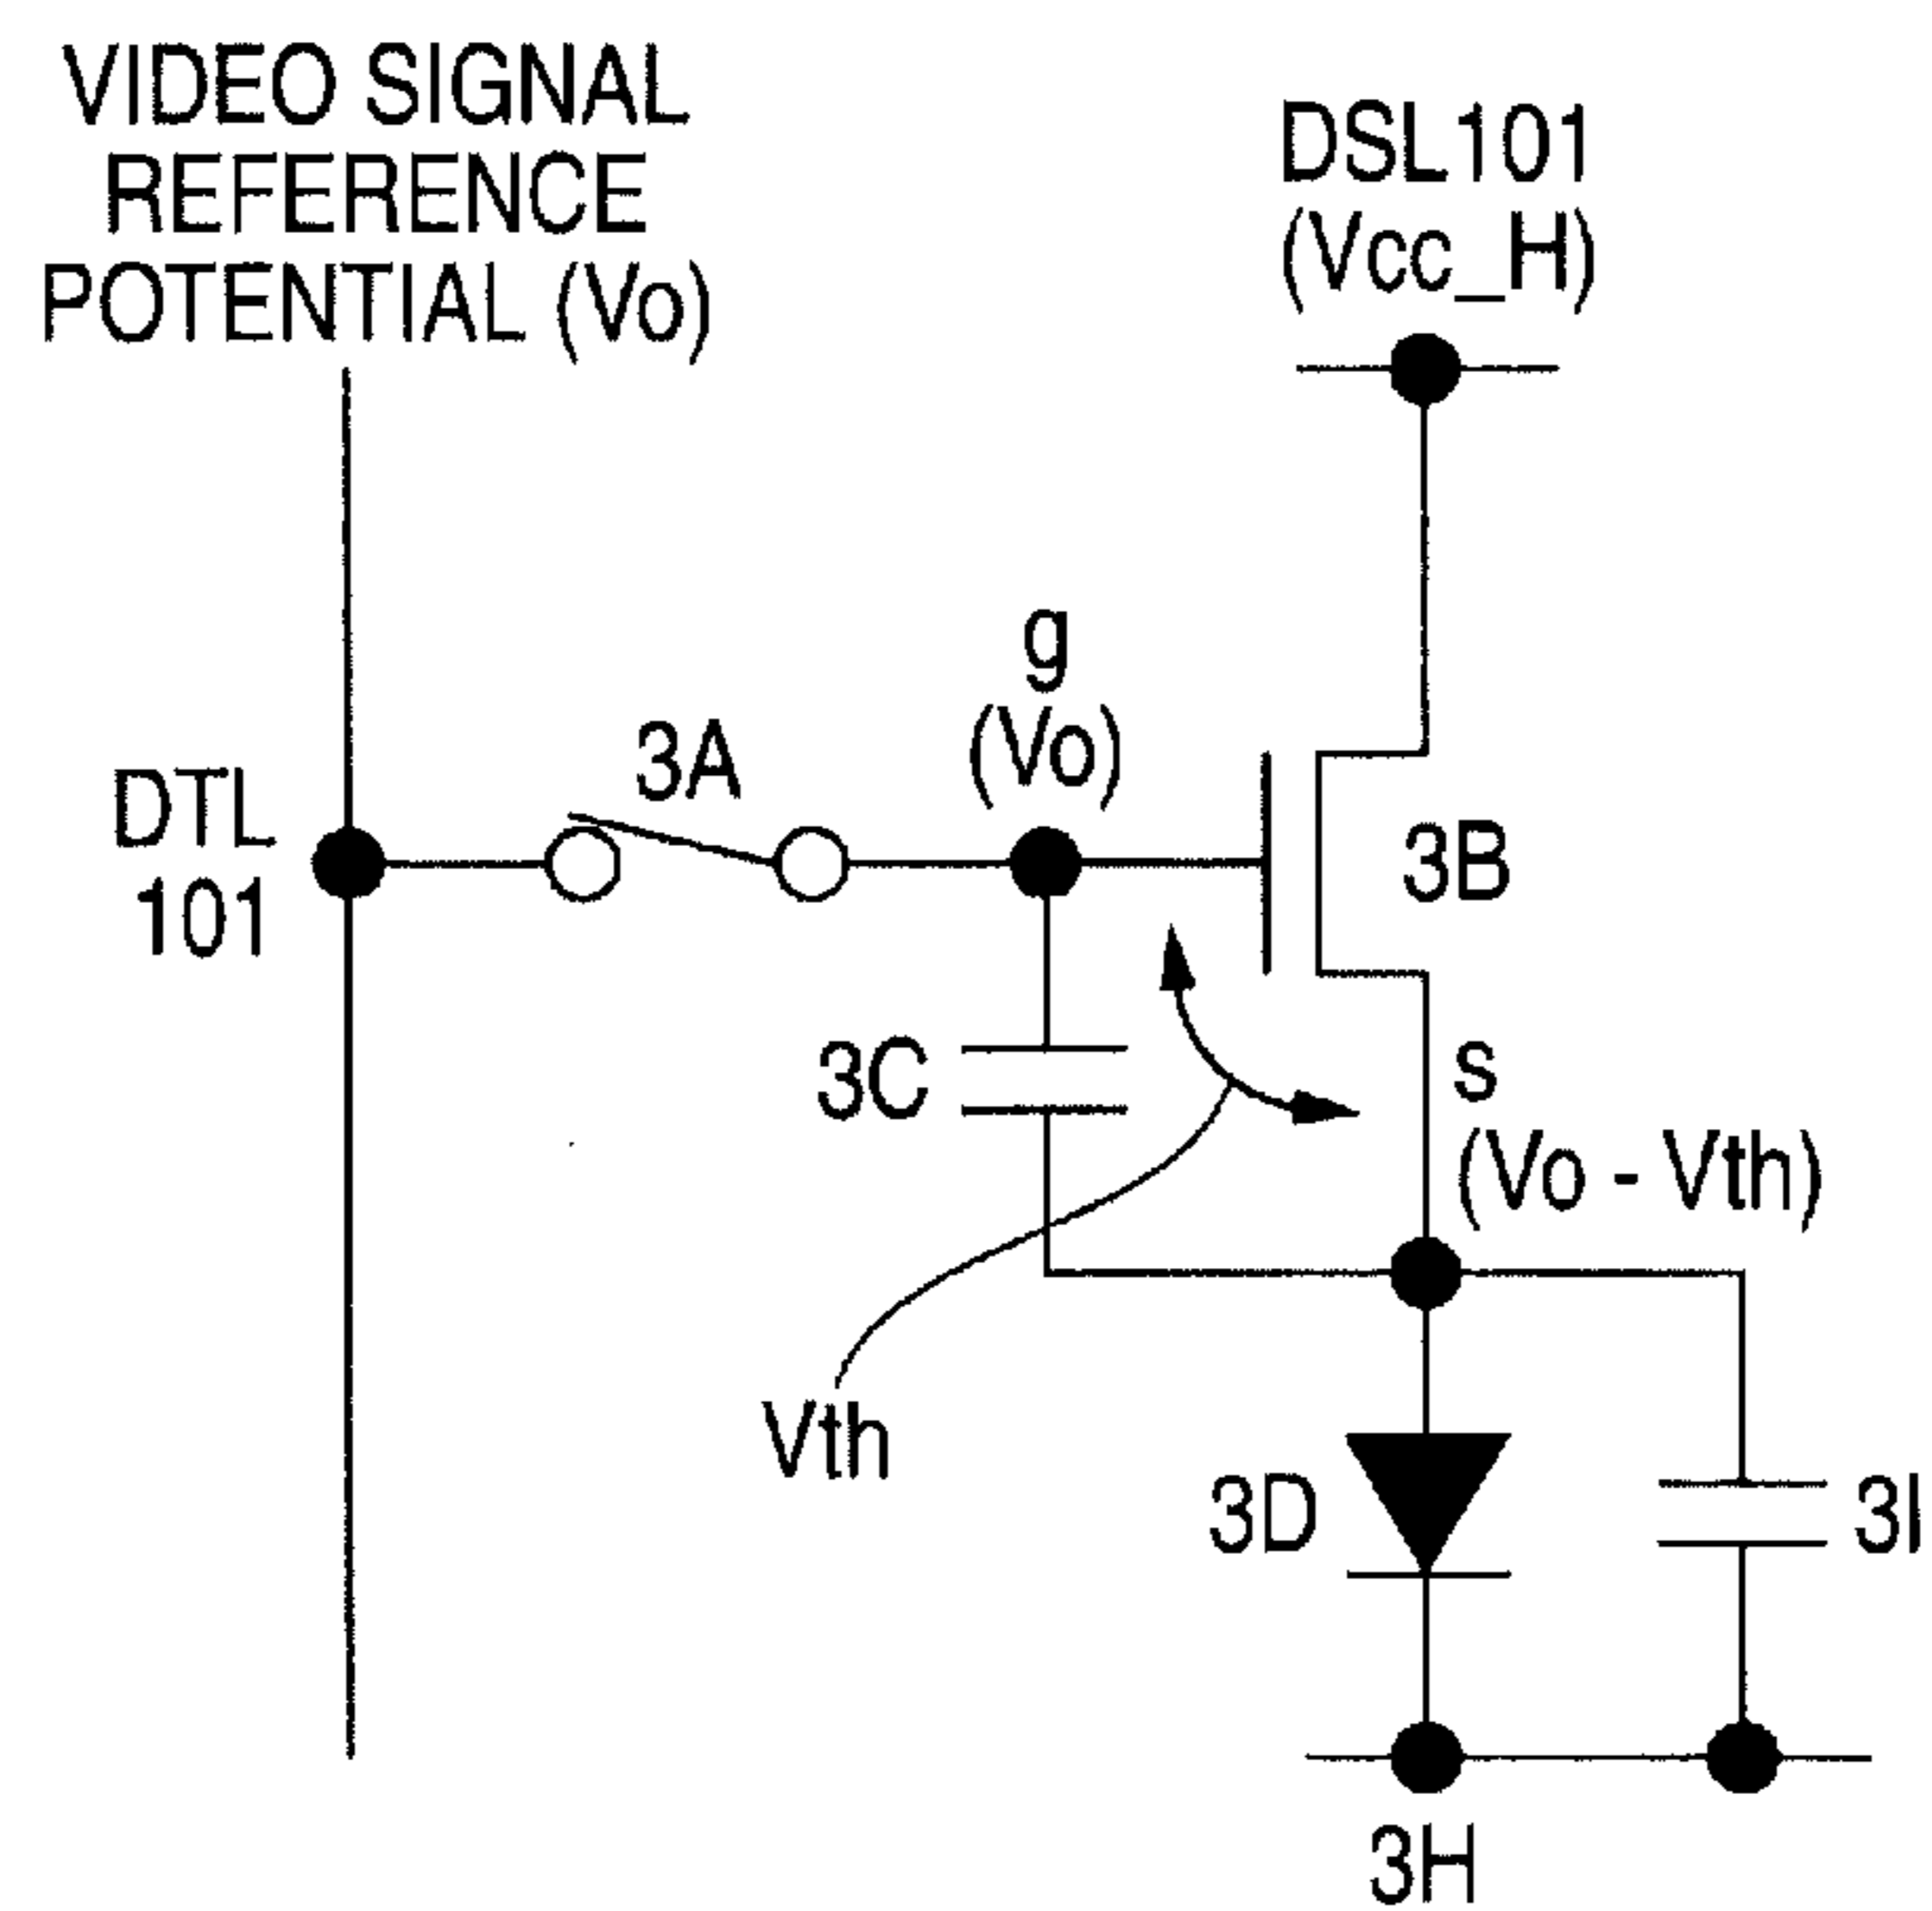 VIDEO SIGNAL
REFERENCE
POTENTIAL (Vo)
DSL101
(Vcc_H)
g
(Vo)
3A
DTL
101
3B
3C
s
(Vo - Vth)
Vth
3D
3I
3H